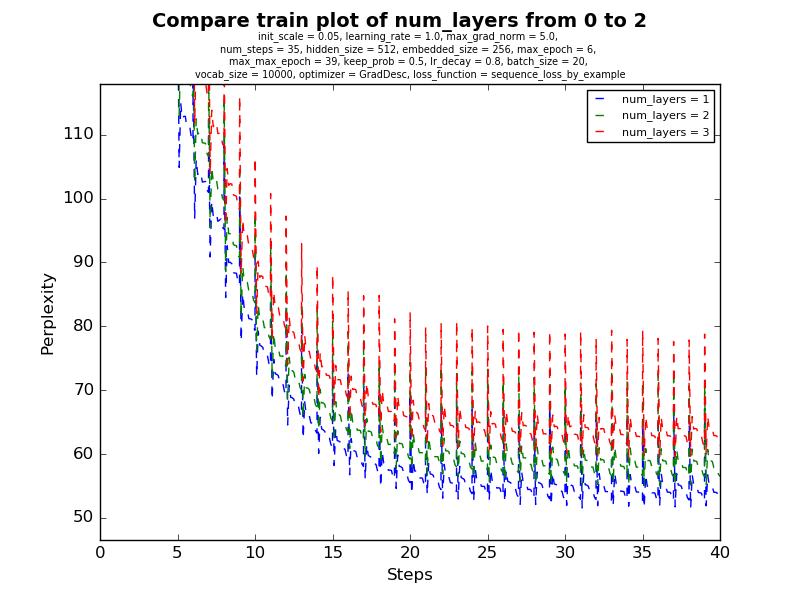 Compare train plot of num_layers from 0 to 2
init_scale = 0.05, learning_rate = 1.0, max_grad_norm = 5.0,
num_steps = 35, hidden_size = 512, embedded_size = 256, max_epoch = 6,
max_max_epoch = 39, keep_prob = 0.5, lr_decay = 0.8, batch_size = 20,
vocab_size = 10000, optimizer = GradDesc, loss_function = sequence_loss_by_example
num_layers = 1
num_layers = 2
num_layers = 3
Perplexity
110
100
90
80
70
60
50
0 5 10 15 20 25 30 35 40
Steps